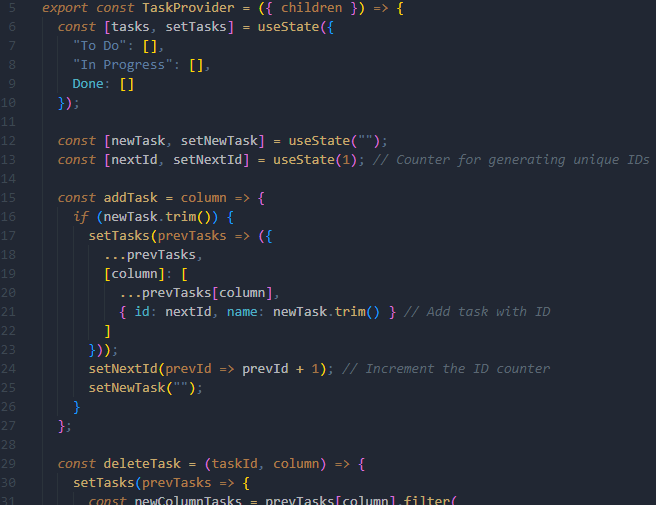 5 export const TaskProvider = ({ children }) => {
6 const [tasks, setTasks] = useState({
7 "To Do": [],
8 "In Progress": [],
9 Done: []
10 });
11
12 const [newTask, setNewTask] = useState("");
13 const [nextId, setNextId] = useState(1); // Counter for generating unique IDs
14
15 const addTask = column => {
16 if (newTask.trim()) {
17 setTasks(prevTasks => ({
18 ...prevTasks,
19 [column]: [
20 ...prevTasks[column],
21 { id: nextId, name: newTask.trim() } // Add task with ID
22 ]
23 }));
24 setNextId(prevId => prevId + 1); // Increment the ID counter
25 setNewTask("");
26 }
27 };
28
29 const deleteTask = (taskId, column) => {
30 setTasks(prevTasks => {
31 const newColumnTasks = prevTasks[column].filter(